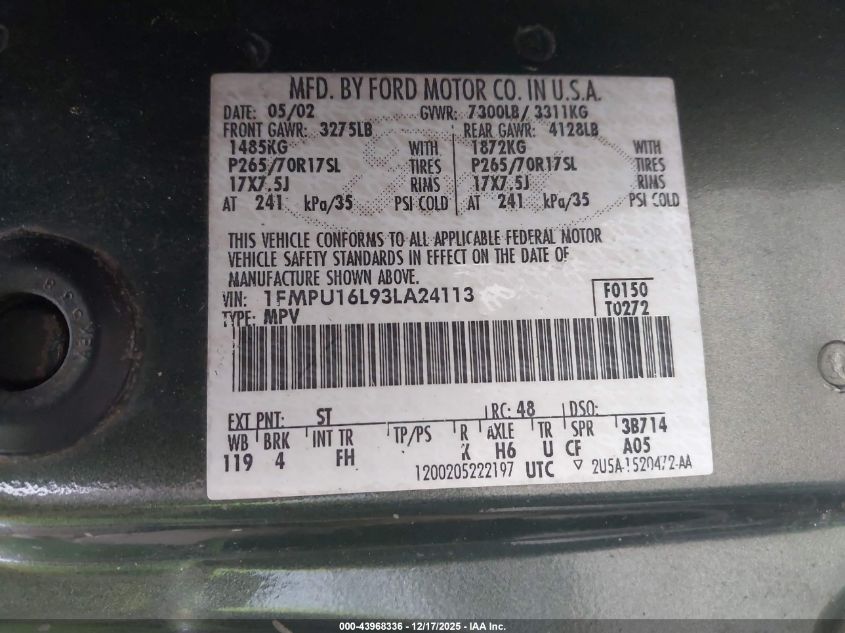 MFD. BY FORD MOTOR CO. IN U.S.A.
DATE: 05/02 GVWR: 7300LB/ 3311KG
FRONT GAWR: 3275LB REAR GAWR: 4128LB
1485KG WITH 1872KG WITH
P265/70R17SL TIRES P265/70R17SL TIRES
17X7.5J RIMS 17X7.5J RIMS
AT 241 kPa/35 PSI COLD AT 241 kPa/35 PSI COLD
THIS VEHICLE CONFORMS TO ALL APPLICABLE FEDERAL MOTOR
VEHICLE SAFETY STANDARDS IN EFFECT ON THE DATE OF
MANUFACTURE SHOWN ABOVE.
VIN: 1FMPU16L93LA24113 F0150
TYPE: MPV T0272
EXT PNT: ST RC: 48 DSO:
WB BRK INT TR TP/PS R AXLE TR SPR 3B714
119 4 FH K H6 U CF A05
1200205222197 UTC 2U5A-1520472-AA
000-43968336 - 12/17/2025 - IAA Inc.